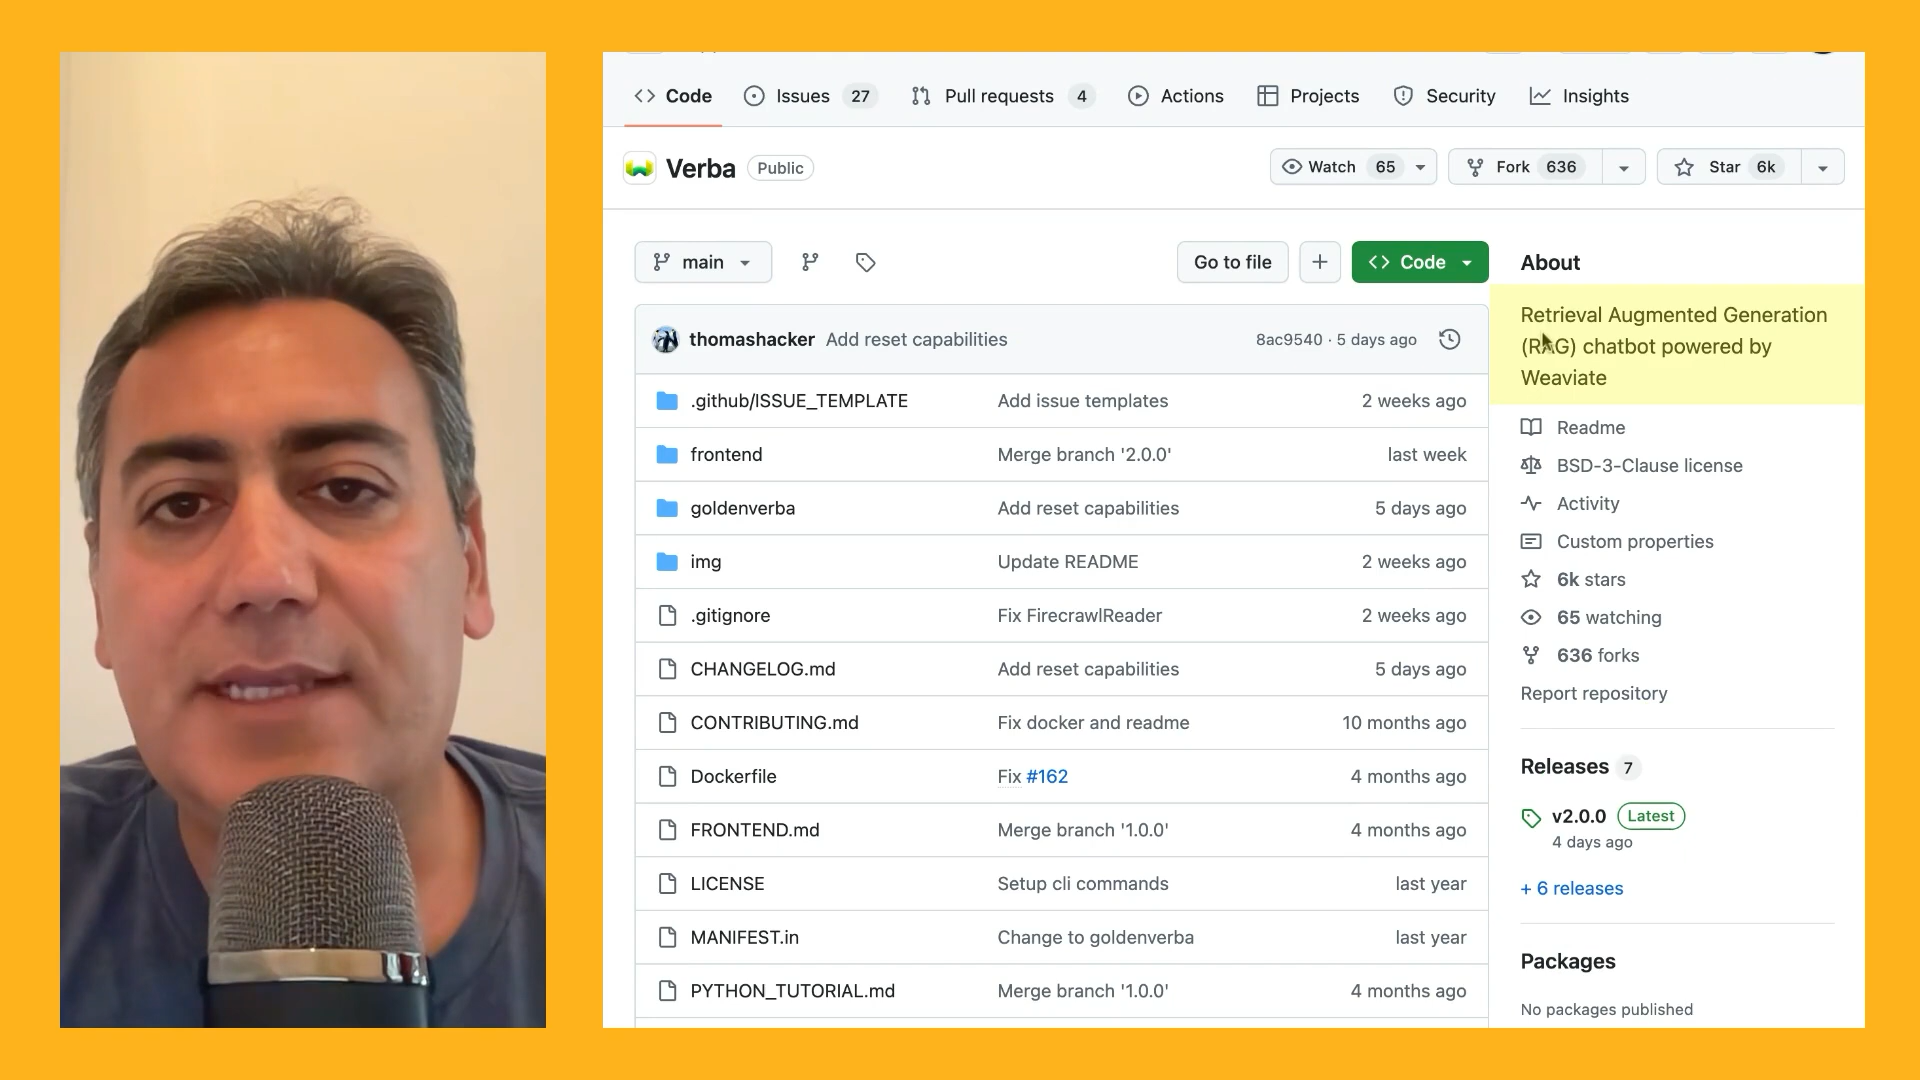 Code
Issues 27
Pull requests 4
Actions
Projects
Security
Insights
Verba Public
Watch 65
Fork 636
Star 6k
main
Go to file
+
Code
thomashacker Add reset capabilities 8ac9540 · 5 days ago
.github/ISSUE_TEMPLATE Add issue templates 2 weeks ago
frontend Merge branch '2.0.0' last week
goldenverba Add reset capabilities 5 days ago
img Update README 2 weeks ago
.gitignore Fix FirecrawlReader 2 weeks ago
CHANGELOG.md Add reset capabilities 5 days ago
CONTRIBUTING.md Fix docker and readme 10 months ago
Dockerfile Fix #162 4 months ago
FRONTEND.md Merge branch '1.0.0' 4 months ago
LICENSE Setup cli commands last year
MANIFEST.in Change to goldenverba last year
PYTHON_TUTORIAL.md Merge branch '1.0.0' 4 months ago
About
Retrieval Augmented Generation
(RAG) chatbot powered by
Weaviate
Readme
BSD-3-Clause license
Activity
Custom properties
6k stars
65 watching
636 forks
Report repository
Releases 7
v2.0.0 Latest
4 days ago
+ 6 releases
Packages
No packages published